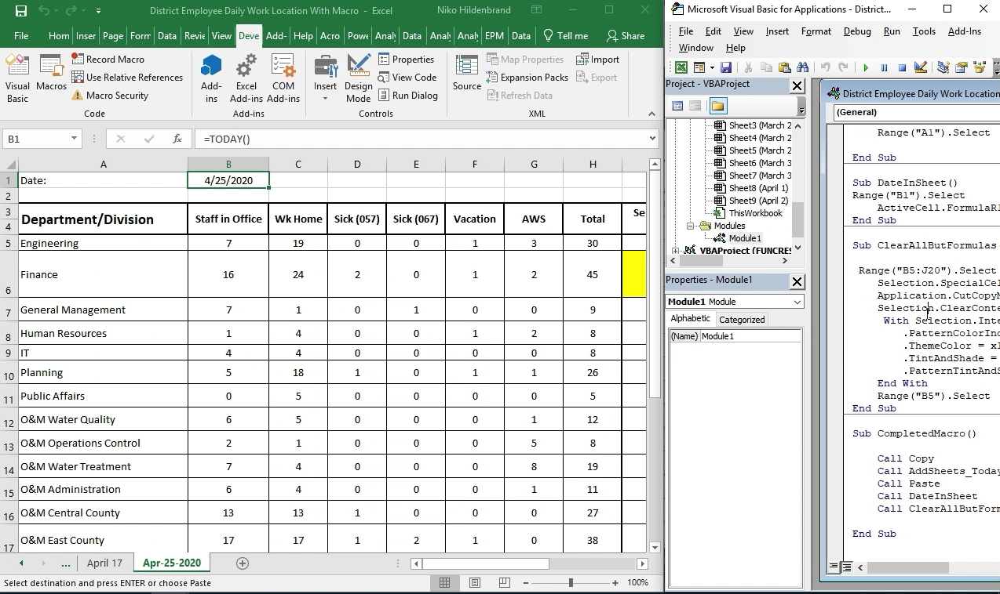 District Employee Daily Work Location With Macro - Excel
Niko Hildenbrand
File Hom Inser Page Form Data Revie View Deve Add- Help Acro Powe Analy Data Analy Analy EPM Data Tell me Share
Visual Basic
Macros
Record Macro
Use Relative References
Macro Security
Code
Add-ins
Excel Add-ins
COM Add-ins
Add-ins
Insert
Design Mode
Properties
View Code
Run Dialog
Controls
Source
Map Properties
Expansion Packs
Refresh Data
Import
Export
XML
B1
fx
=TODAY()
A B C D E F G H
1 Date: 4/25/2020
2
3 4 Department/Division Staff in Office Wk Home Sick (057) Sick (067) Vacation AWS Total Se
5 Engineering 7 19 0 0 1 3 30
6 Finance 16 24 2 0 1 2 45
7 General Management 7 1 0 1 0 0 9
8 Human Resources 1 4 0 0 1 2 8
9 IT 4 4 0 0 0 0 8
10 Planning 5 18 1 0 1 1 26
11 Public Affairs 0 5 0 0 0 0 5
12 O&M Water Quality 6 5 0 0 0 1 12
13 O&M Operations Control 2 1 0 0 0 5 8
14 O&M Water Treatment 7 4 0 0 0 8 19
15 O&M Administration 6 4 0 0 0 1 11
16 O&M Central County 13 13 1 0 0 0 27
17 O&M East County 17 17 1 2 1 0 38
... April 17 Apr-25-2020
Select destination and press ENTER or choose Paste
100%
Microsoft Visual Basic for Applications - District...
File Edit View Insert Format Debug Run Tools Add-Ins
Window Help
Project - VBAProject
Sheet3 (March 2
Sheet4 (March 2
Sheet5 (March 2
Sheet6 (March 3
Sheet7 (March 3
Sheet8 (April 1)
Sheet9 (April 2)
ThisWorkbook
Modules
Module1
VBAProject (FUNCRES
Properties - Module1
Module1 Module
Alphabetic Categorized
(Name) Module1
District Employee Daily Work Location
(General)
Range("A1").Select
End Sub
Sub DateInSheet()
Range("B1").Select
ActiveCell.FormulaR1
End Sub
Sub ClearAllButFormulas
Range("B5:J20").Select
Selection.SpecialCel
Application.CutCopyM
Selection.ClearConte
With Selection.Inte
.PatternColorInd
.ThemeColor = xl
.TintAndShade =
.PatternTintAndS
End With
Range("B5").Select
End Sub
Sub CompletedMacro()
Call Copy
Call AddSheets_Today
Call Paste
Call DateInSheet
Call ClearAllButForm
End Sub